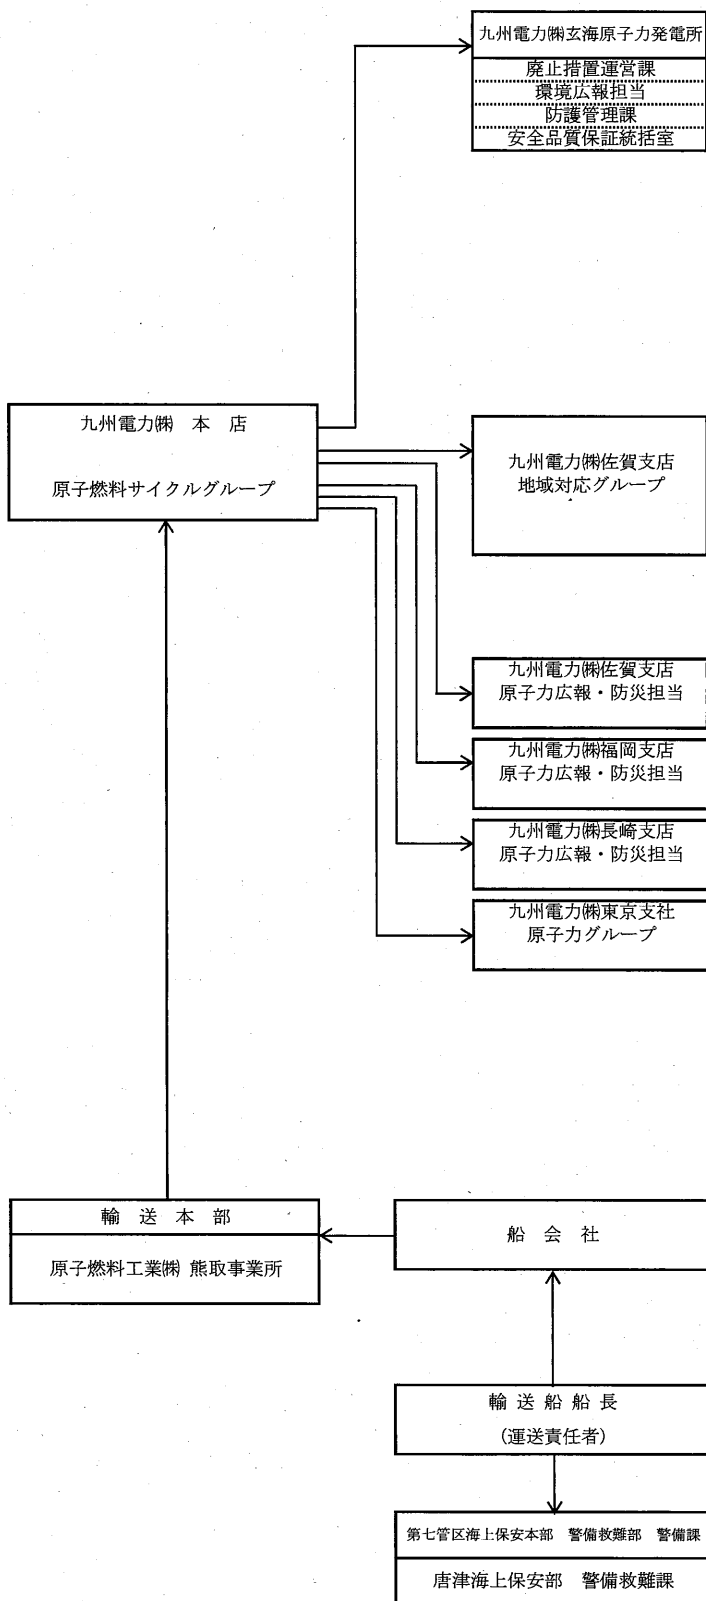 九州電力㈱玄海原子力発電所
廃止措置運営課
環境広報担当
防護管理課
安全品質保証統括室
九州電力㈱ 本 店
原子燃料サイクルグループ
九州電力㈱佐賀支店
地域対応グループ
九州電力㈱佐賀支店
原子力広報・防災担当
九州電力㈱福岡支店
原子力広報・防災担当
九州電力㈱長崎支店
原子力広報・防災担当
九州電力㈱東京支社
原子力グループ
輸 送 本 部
原子燃料工業㈱ 熊取事業所
船 会 社
輸 送 船 船 長
(運送責任者)
第七管区海上保安本部 警備救難部 警備課
唐津海上保安部 警備救難課